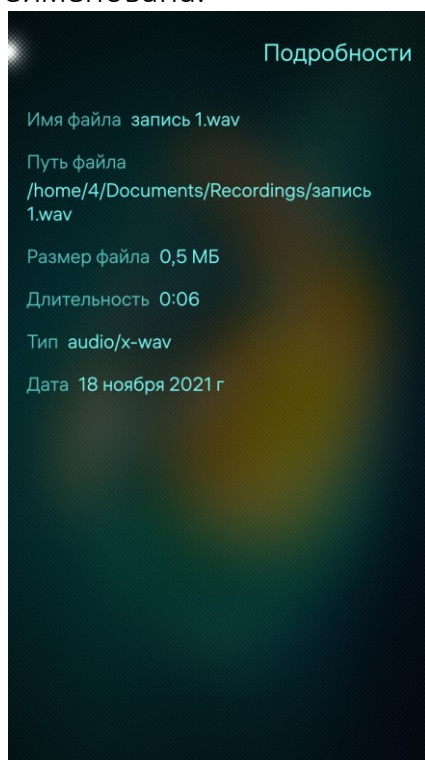 Подробности
Имя файла запись 1.wav
Путь файла
/home/4/Documents/Recordings/запись
1.wav
Размер файла 0,5 МБ
Длительность 0:06
Тип audio/x-wav
Дата 18 ноября 2021 г